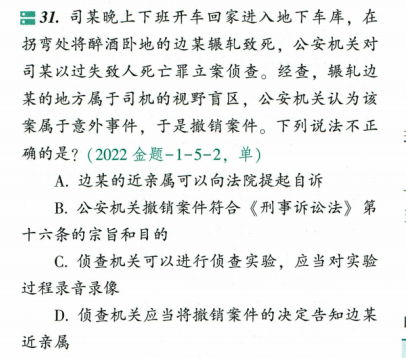 31. 司某晚上下班开车回家进入地下车库，在
拐弯处将醉酒卧地的边某辗轧致死，公安机关对
司某以过失致人死亡罪立案侦查。经查，辗轧边
某的地方属于司机的视野盲区，公安机关认为该
案属于意外事件，于是撤销案件。下列说法不正
确的是？(2022 金题-1-5-2，单)
A. 边某的近亲属可以向法院提起自诉
B. 公安机关撤销案件符合《刑事诉讼法》第
十六条的宗旨和目的
C. 侦查机关可以进行侦查实验，应当对实验
过程录音录像
D. 侦查机关应当将撤销案件的决定告知边某
近亲属